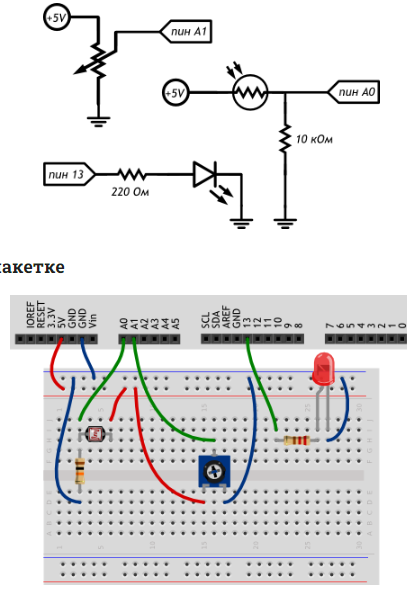 +5V
пин A1
+5V
пин A0
10 кОм
пин 13
220 Ом
макетке
IOREF
RESET
3.3V
5V
GND
GND
Vin
A0
A1
A2
A3
A4
A5
SCL
SDA
AREF
GND
13
12
11
10
9
8
7
6
5
4
3
2
1
0